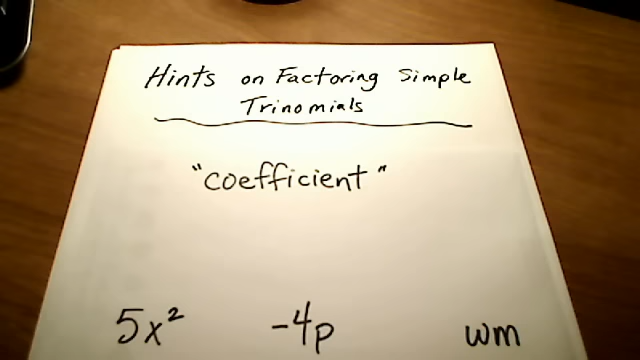 Hints on Factoring Simple
Trinomials
"coefficient"
5x² -4p wm